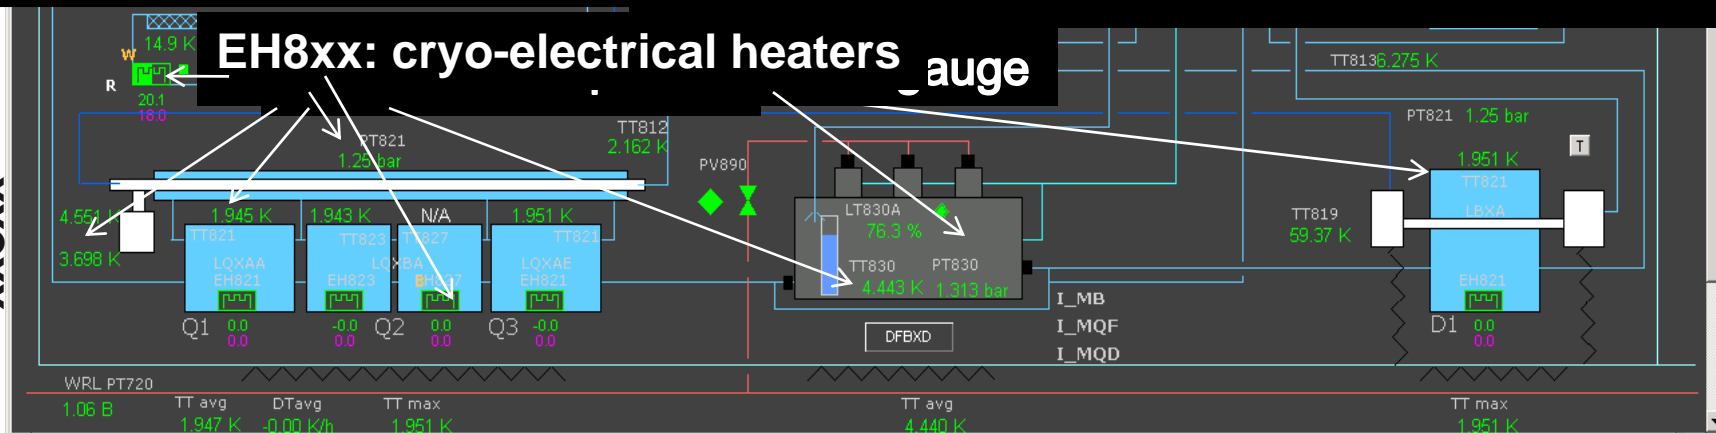 14.9 K
W
EH8xx: cryo-electrical heaters
auge
TT813 6.275 K
R
20.1
18.0
PT821
1.25 bar
TT812
2.162 K
PV890
PT821 1.25 bar
T
1.951 K
TT821
LBXA
4.551 K
3.698 K
1.945 K 1.943 K N/A 1.951 K
TT821 TT823 TT827 TT821
LQXAA LQXBA LQXAE
EH821 EH823 EH827 EH821
Q1 0.0 -0.0 Q2 0.0 Q3 -0.0
0.0 0.0 0.0 0.0
LT830A
76.3 %
TT830 PT830
4.443 K 1.313 bar
DFBXD
I_MB
I_MQF
I_MQD
TT819
59.37 K
EH821
D1 0.0
0.0
WRL PT720
1.06 B
TT avg DTavg TT max
1.947 K -0.00 K/h 1.951 K
TT avg
4.440 K
TT max
1.951 K